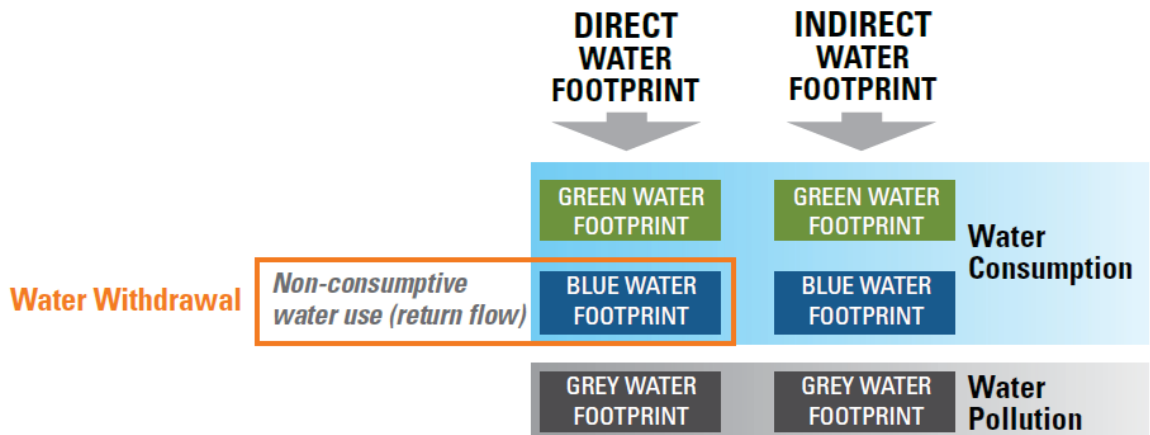 DIRECT
WATER
FOOTPRINT
INDIRECT
WATER
FOOTPRINT
GREEN WATER
FOOTPRINT
GREEN WATER
FOOTPRINT
Water
Consumption
Water Withdrawal
Non-consumptive
water use (return flow)
BLUE WATER
FOOTPRINT
BLUE WATER
FOOTPRINT
GREY WATER
FOOTPRINT
GREY WATER
FOOTPRINT
Water
Pollution